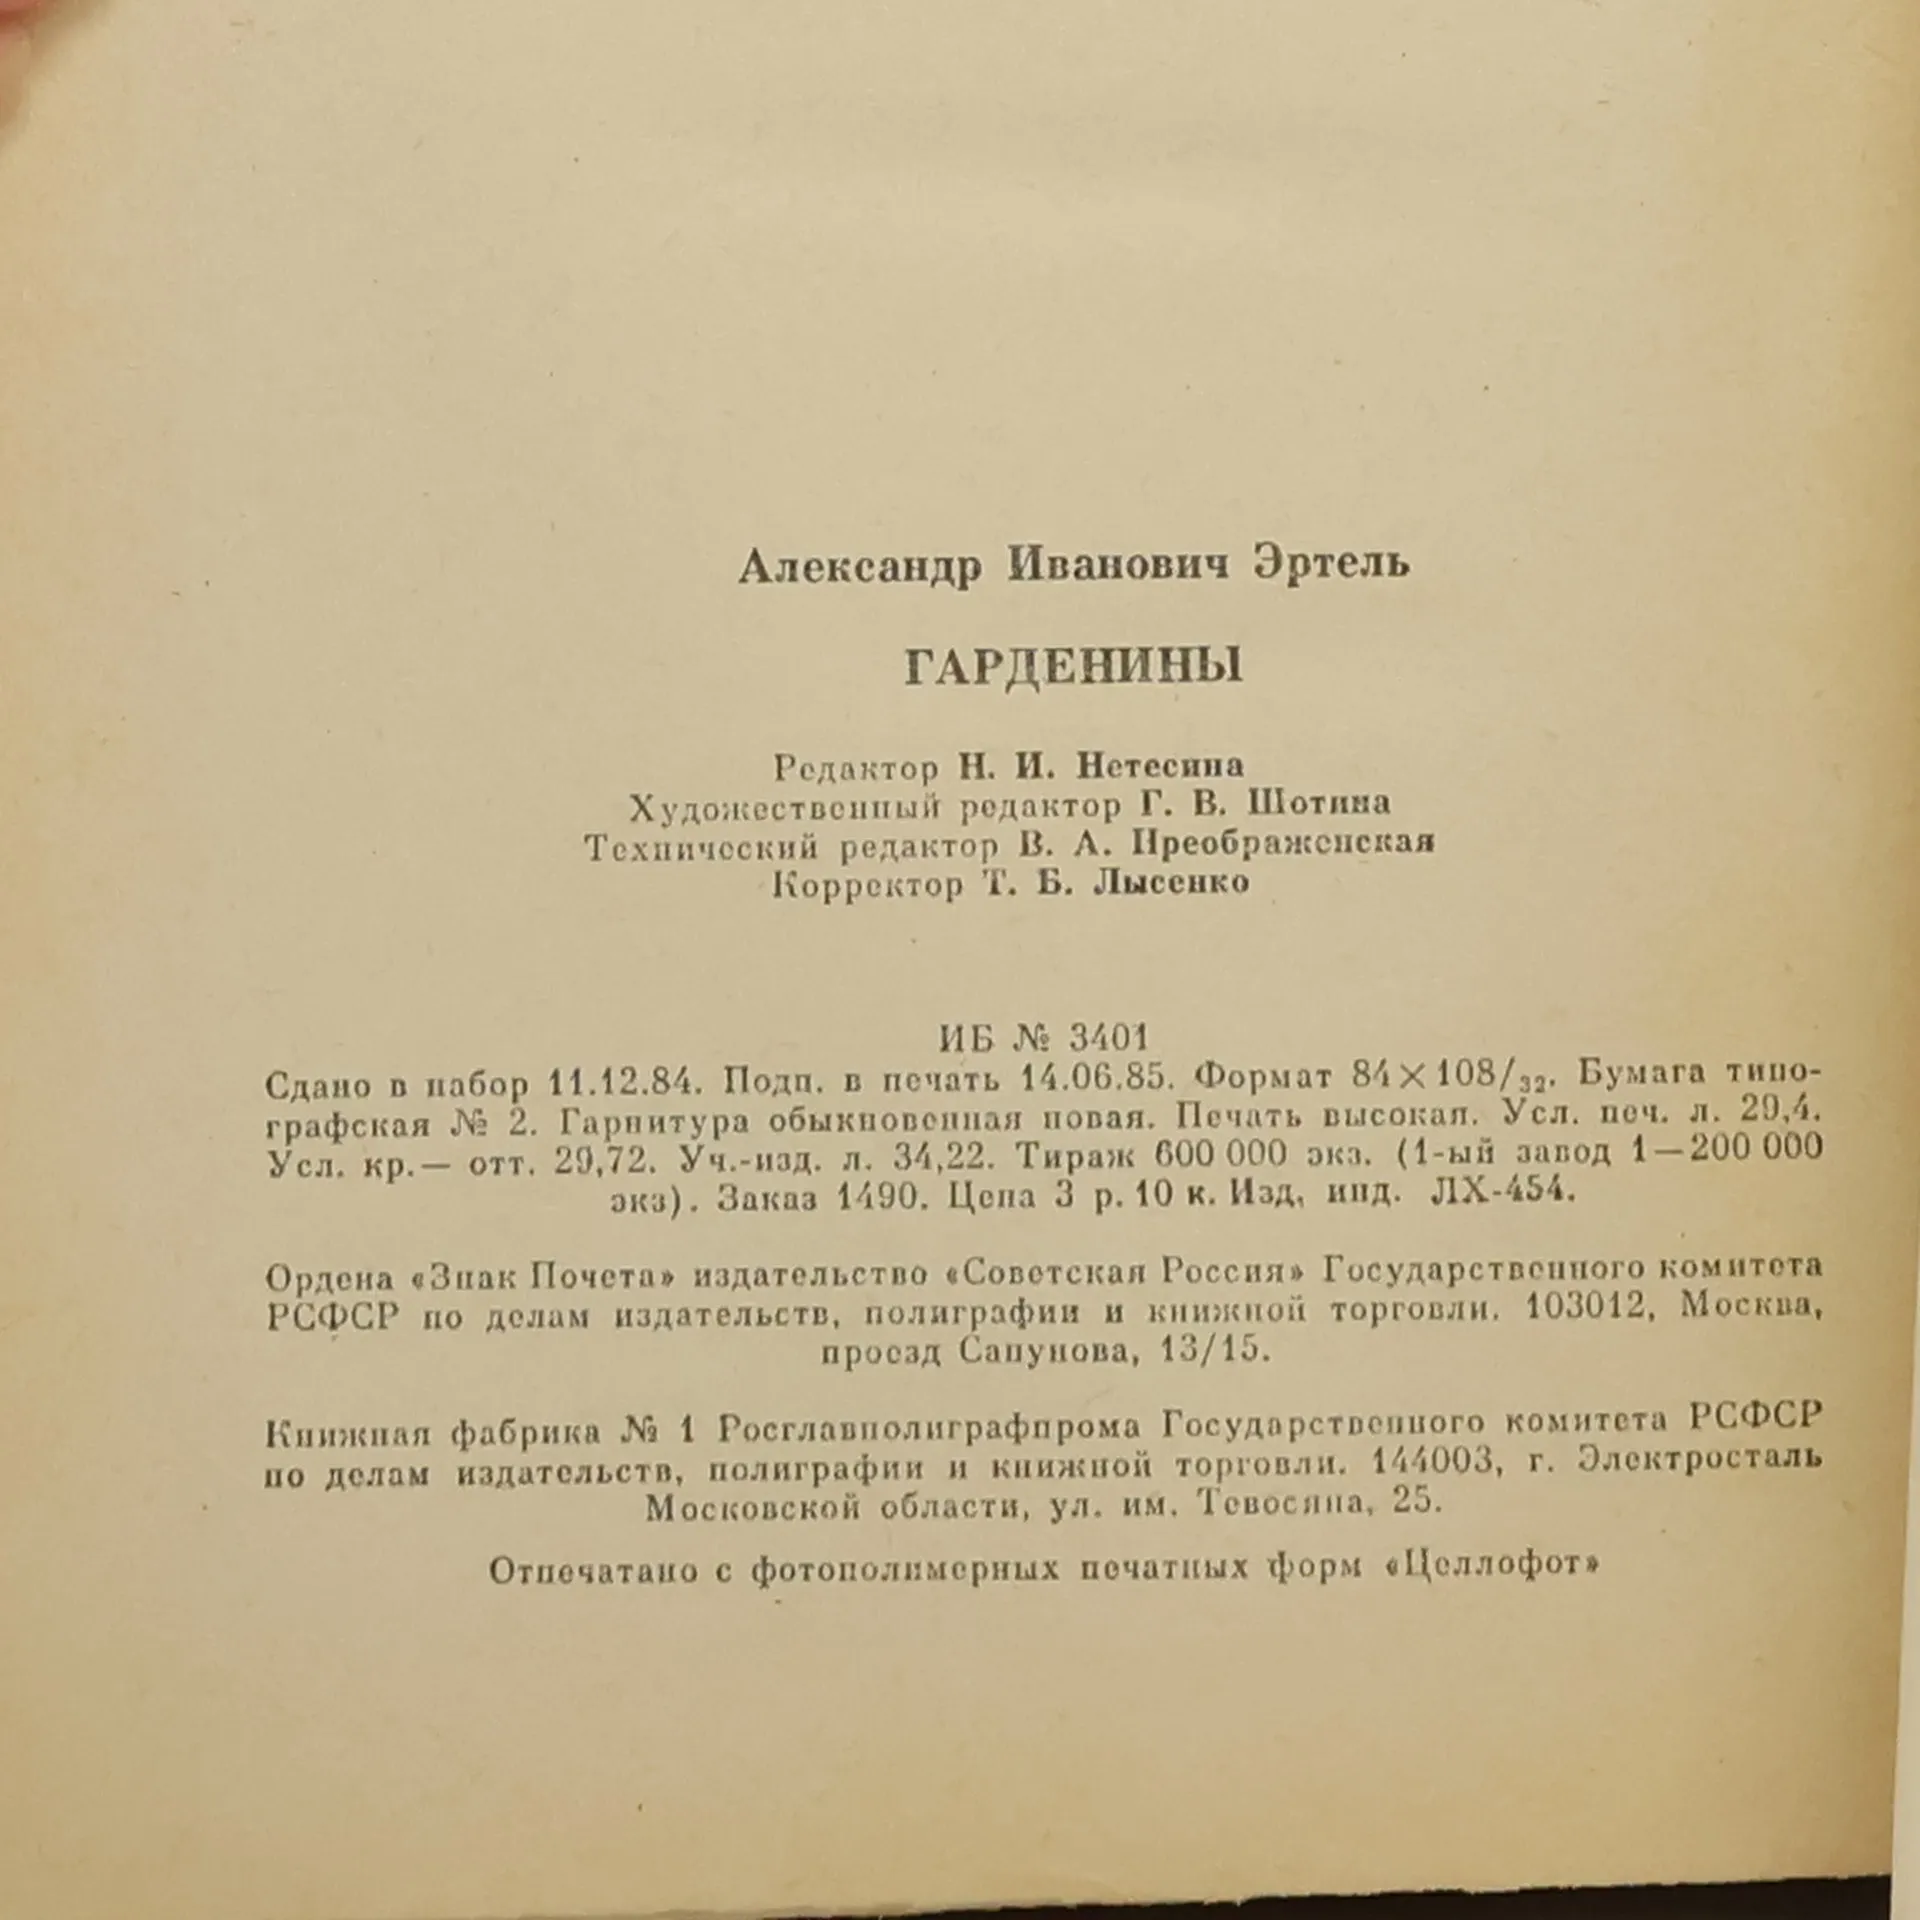 Александр Иванович Эртель
ГАРДЕНИНЫ
Редактор Н. И. Нетесина
Художественный редактор Г. В. Шотина
Технический редактор В. А. Преображенская
Корректор Т. Б. Лысенко
ИБ № 3401
Сдано в набор 11.12.84. Подп. в печать 14.06.85. Формат 84×108/32. Бумага типо-
графская № 2. Гарнитура обыкновенная новая. Печать высокая. Усл. печ. л. 29,4.
Усл. кр.— отт. 29,72. Уч.-изд. л. 34,22. Тираж 600 000 экз. (1-ый завод 1—200 000
экз). Заказ 1490. Цена 3 р. 10 к. Изд, инд. ЛХ-454.
Ордена «Знак Почета» издательство «Советская Россия» Государственного комитета
РСФСР по делам издательств, полиграфии и книжной торговли. 103012, Москва,
проезд Сапунова, 13/15.
Книжная фабрика № 1 Росглавполиграфпрома Государственного комитета РСФСР
по делам издательств, полиграфии и книжной торговли. 144003, г. Электросталь
Московской области, ул. им. Тевосяна, 25.
Отпечатано с фотополимерных печатных форм «Целлофот»